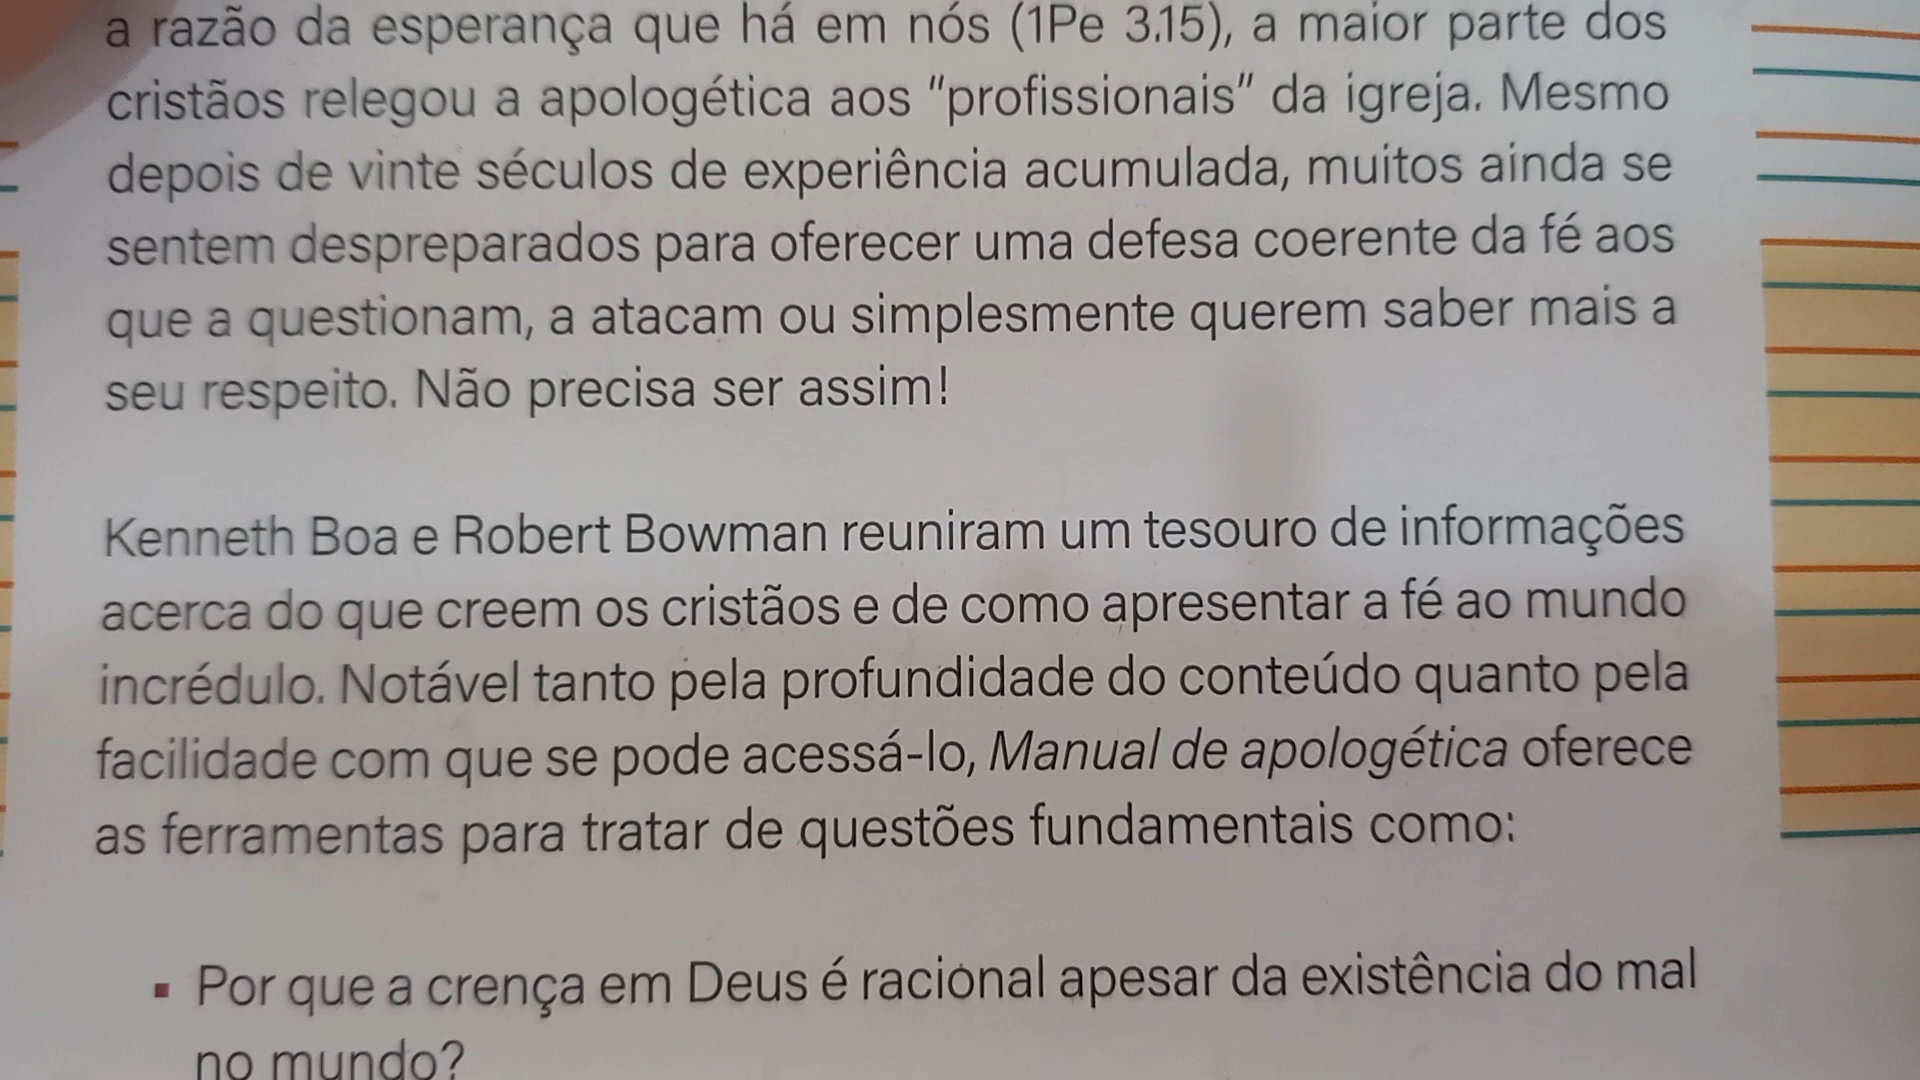 a razão da esperança que há em nós (1Pe 3.15), a maior parte dos
cristãos relegou a apologética aos "profissionais" da igreja. Mesmo
depois de vinte séculos de experiência acumulada, muitos ainda se
sentem despreparados para oferecer uma defesa coerente da fé aos
que a questionam, a atacam ou simplesmente querem saber mais a
seu respeito. Não precisa ser assim!
Kenneth Boa e Robert Bowman reuniram um tesouro de informações
acerca do que creem os cristãos e de como apresentar a fé ao mundo
incrédulo. Notável tanto pela profundidade do conteúdo quanto pela
facilidade com que se pode acessá-lo, Manual de apologética oferece
as ferramentas para tratar de questões fundamentais como:
▪ Por que a crença em Deus é racional apesar da existência do mal
no mundo?